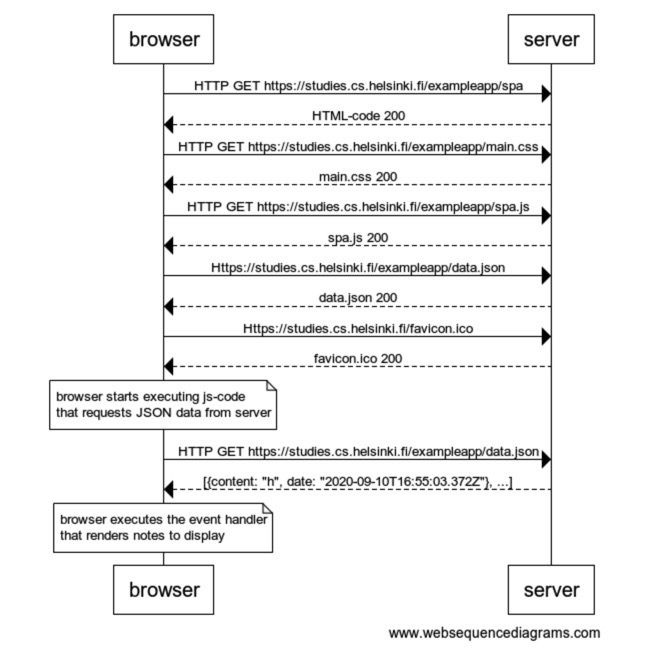 browser server
HTTP GET https://studies.cs.helsinki.fi/exampleapp/spa
HTML-code 200
HTTP GET https://studies.cs.helsinki.fi/exampleapp/main.css
main.css 200
HTTP GET https://studies.cs.helsinki.fi/exampleapp/spa.js
spa.js 200
Https://studies.cs.helsinki.fi/exampleapp/data.json
data.json 200
Https://studies.cs.helsinki.fi/favicon.ico
favicon.ico 200
browser starts executing js-code
that requests JSON data from server
HTTP GET https://studies.cs.helsinki.fi/exampleapp/data.json
[{content: "h", date: "2020-09-10T16:55:03.372Z"}, ...]
browser executes the event handler
that renders notes to display
browser server
www.websequencediagrams.com